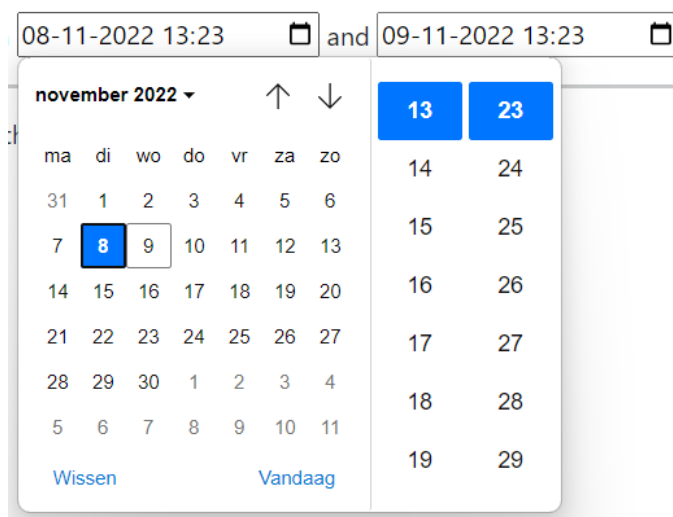 08-11-2022 13:23 and 09-11-2022 13:23
november 2022
ma di wo do vr za zo
31 1 2 3 4 5 6
7 8 9 10 11 12 13
14 15 16 17 18 19 20
21 22 23 24 25 26 27
28 29 30 1 2 3 4
5 6 7 8 9 10 11
Wissen Vandaag
13 23
14 24
15 25
16 26
17 27
18 28
19 29